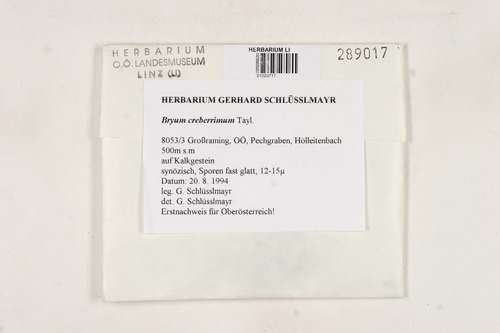 HERBARIUM
O.Ö. LANDESMUSEUM
LINZ (LI)
HERBARIUM LI
01020717
289017
HERBARIUM GERHARD SCHLÜSSLMAYR
Bryum creberrimum Tayl.
8053/3 Großraming, OÖ, Pechgraben, Hölleitenbach
500m s.m
auf Kalkgestein
synözisch, Sporen fast glatt, 12-15µ
Datum: 20. 8. 1994
leg. G. Schlüsslmayr
det. G. Schlüsslmayr
Erstnachweis für Oberösterreich!